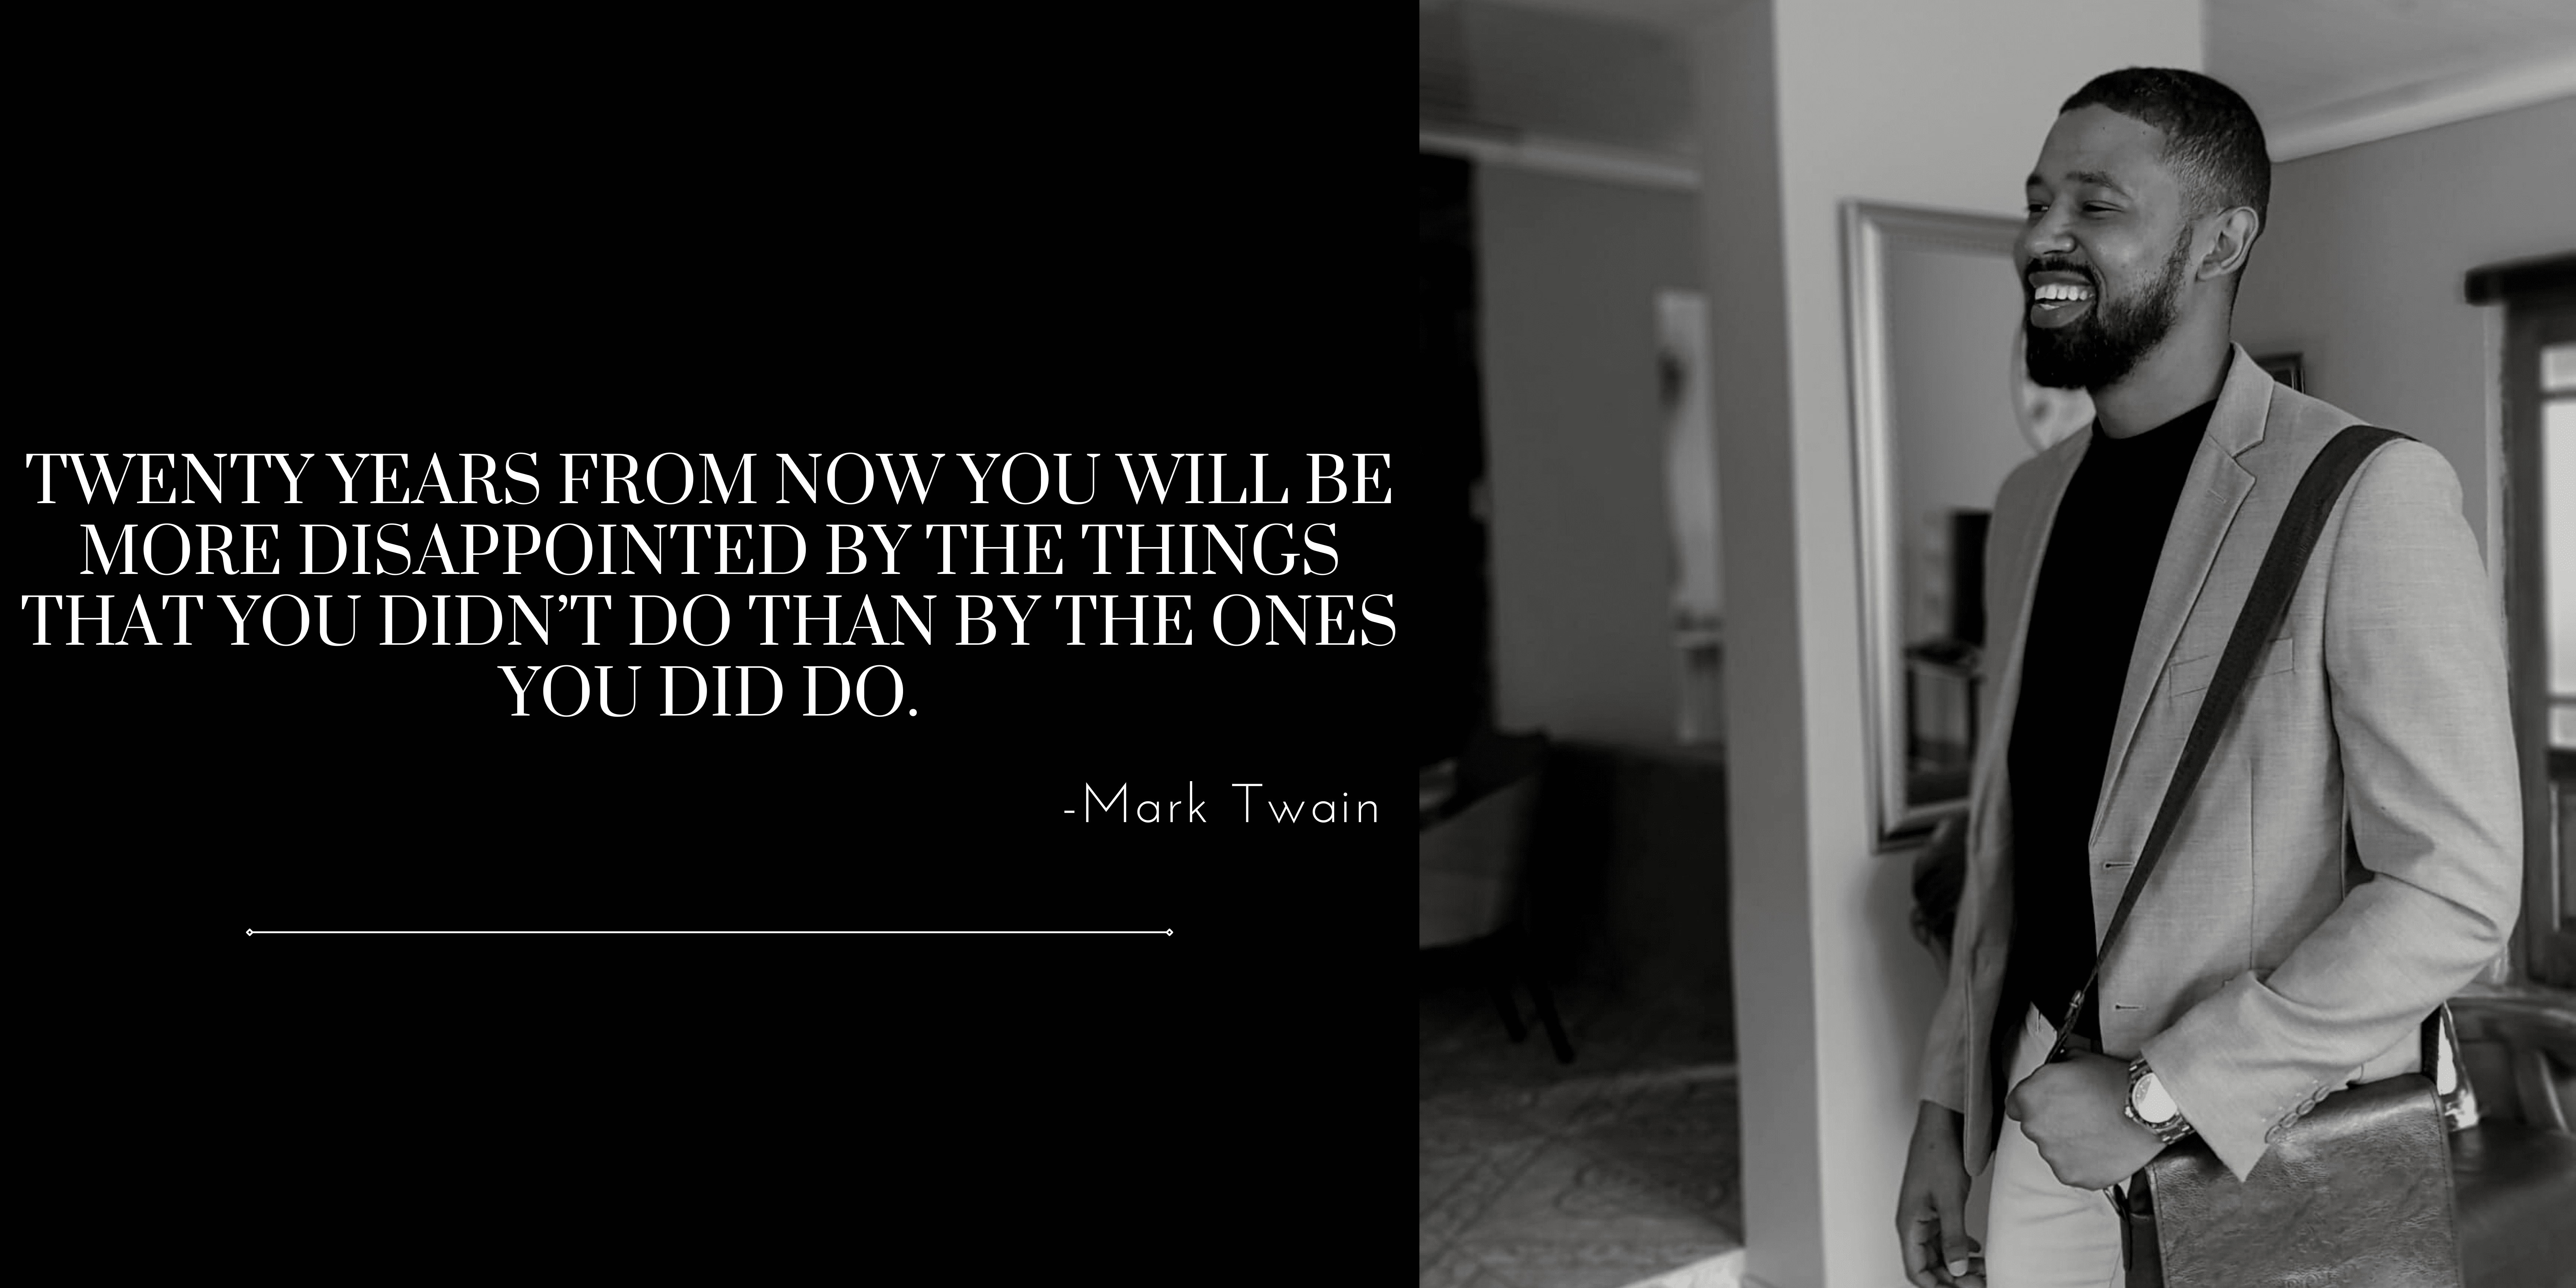 TWENTY YEARS FROM NOW YOU WILL BE
MORE DISAPPOINTED BY THE THINGS
THAT YOU DIDN’T DO THAN BY THE ONES
YOU DID DO.
-Mark Twain